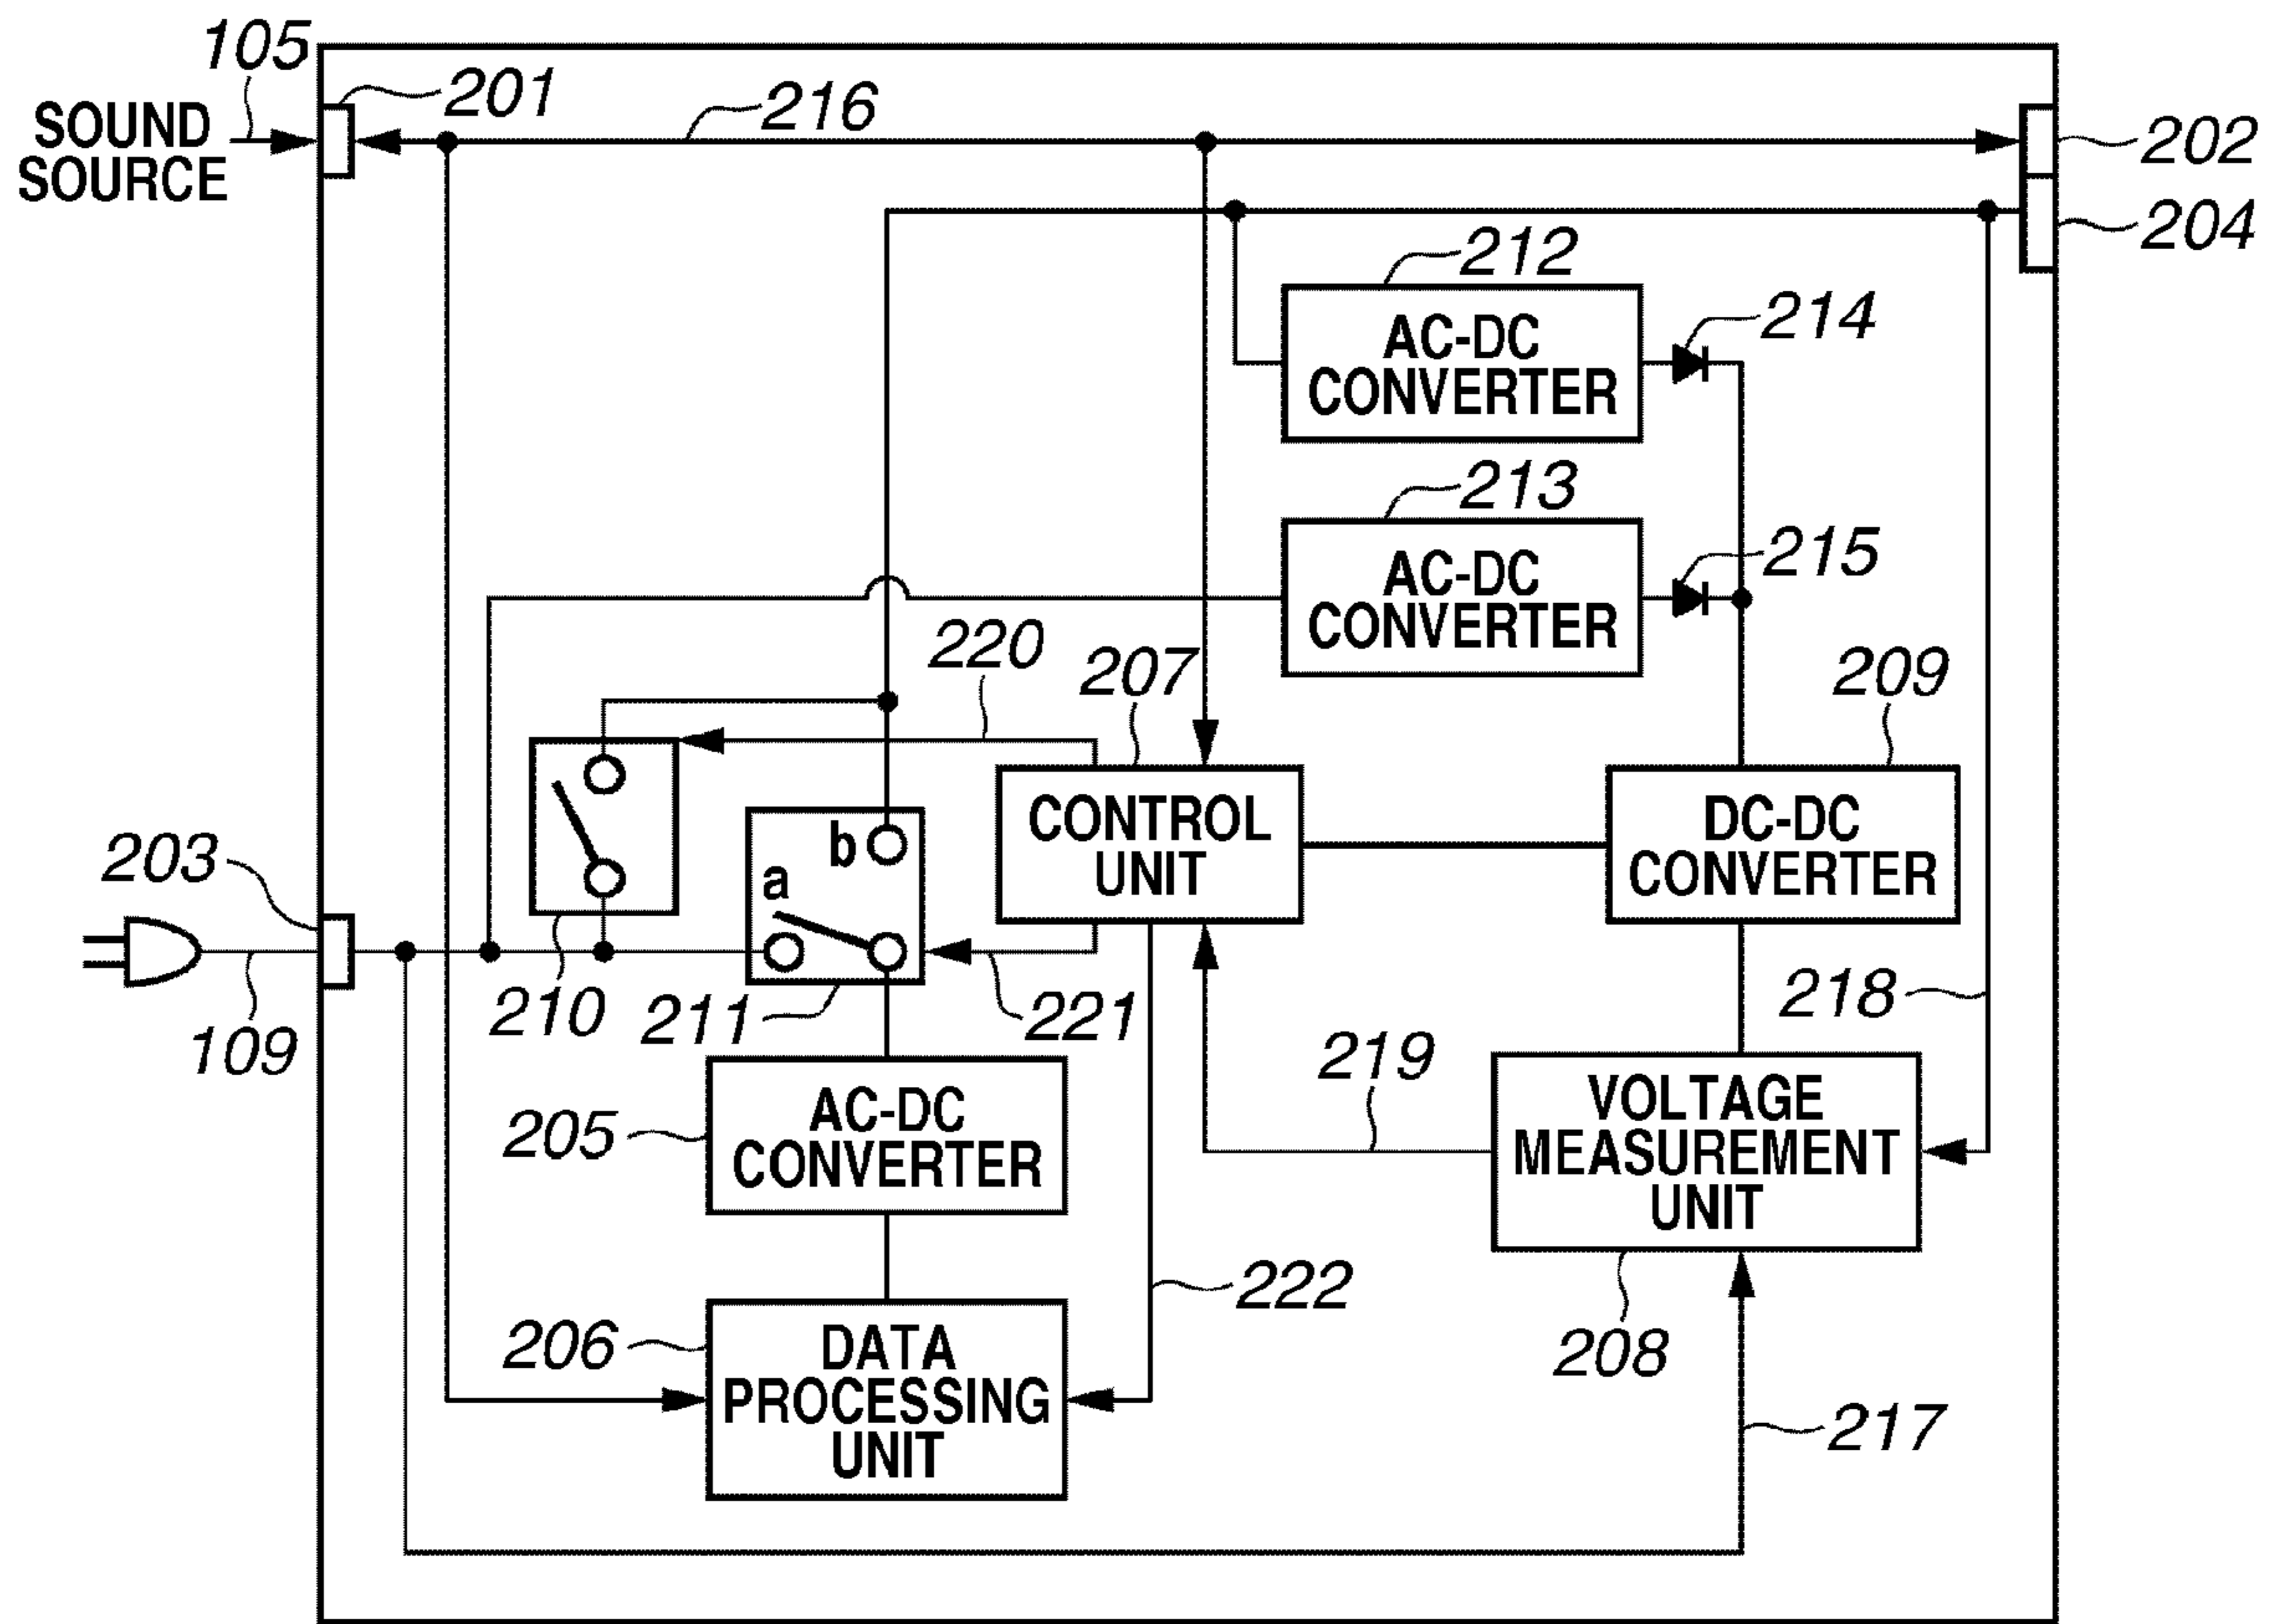 105
201
216
SOUND
SOURCE
202
204
212
AC-DC
CONVERTER
214
213
AC-DC
CONVERTER
215
220
207
209
CONTROL
UNIT
DC-DC
CONVERTER
203
b
a
109
210
211
221
218
219
205
AC-DC
CONVERTER
VOLTAGE
MEASUREMENT
UNIT
222
206
DATA
PROCESSING
UNIT
208
217